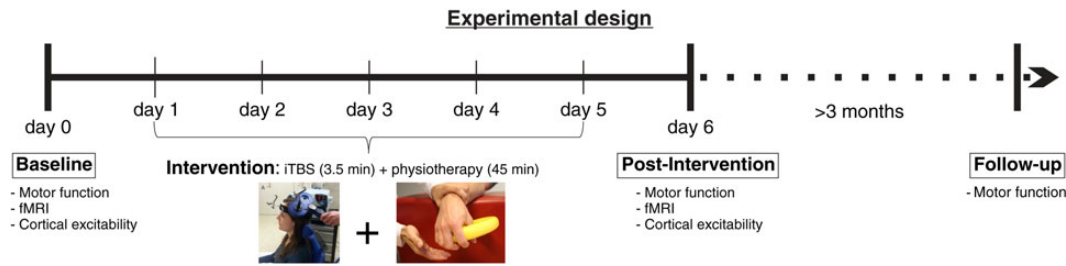 Experimental design
day 0
day 1
day 2
day 3
day 4
day 5
day 6
>3 months
Baseline
- Motor function
- fMRI
- Cortical excitability
Intervention: iTBS (3.5 min) + physiotherapy (45 min)
+
Post-Intervention
- Motor function
- fMRI
- Cortical excitability
Follow-up
- Motor function